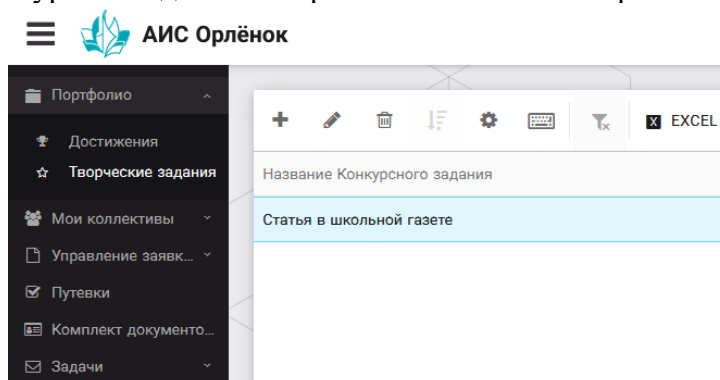 АИС Орлёнок
Портфолио
Достижения
Творческие задания
Мои коллективы
Управление заявк...
Путевки
Комплект документо...
Задачи
X EXCEL
Название Конкурсного задания
Статья в школьной газете